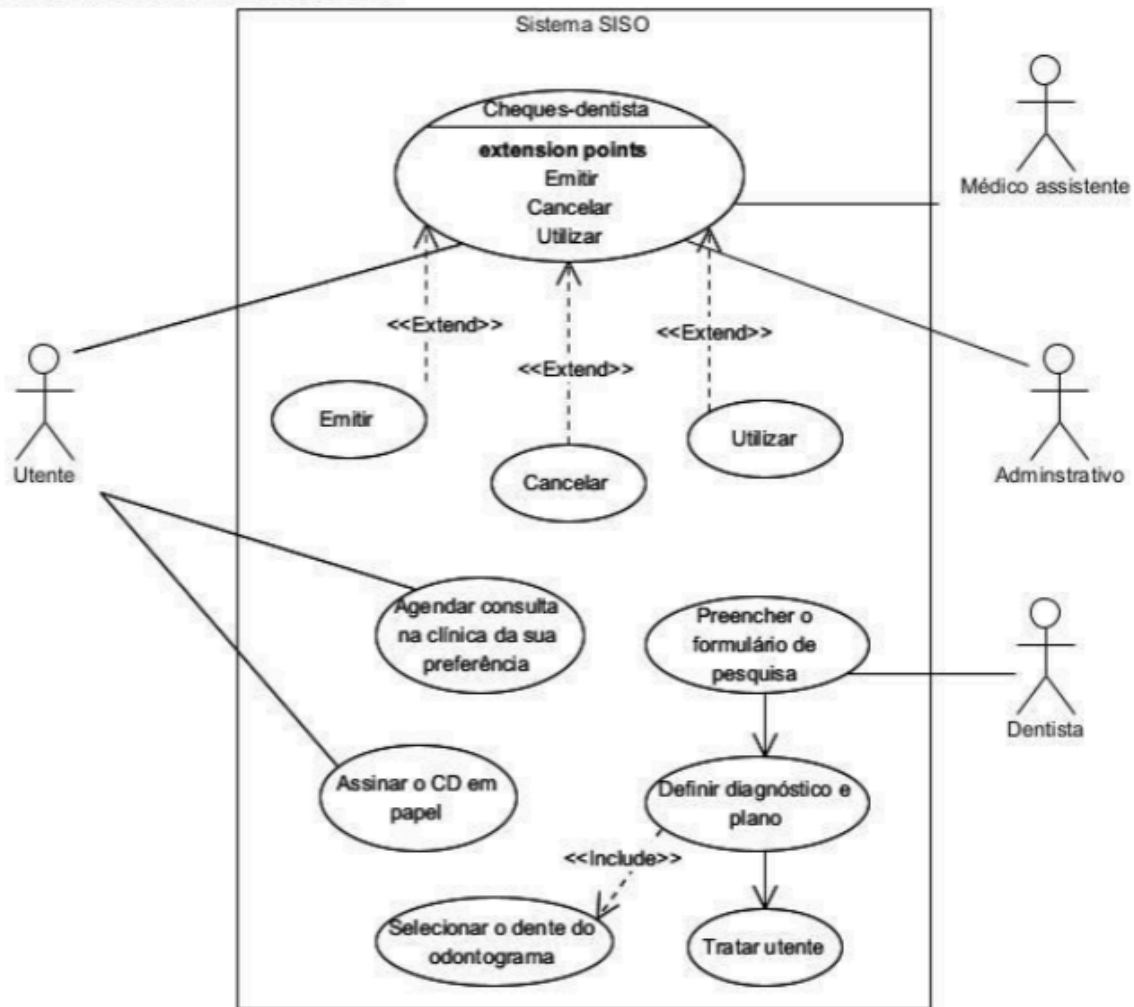 Sistema SISO
Cheques-dentista
extension points
Emitir
Cancelar
Utilizar
Médico assistente
<<Extend>>
<<Extend>>
<<Extend>>
Utente
Emitir
Cancelar
Utilizar
Adminstrativo
Agendar consulta
na clínica da sua
preferência
Preencher o
formulário de
pesquisa
Dentista
Assinar o CD em
papel
Definir diagnóstico e
plano
<<Include>>
Selecionar o dente do
odontograma
Tratar utente